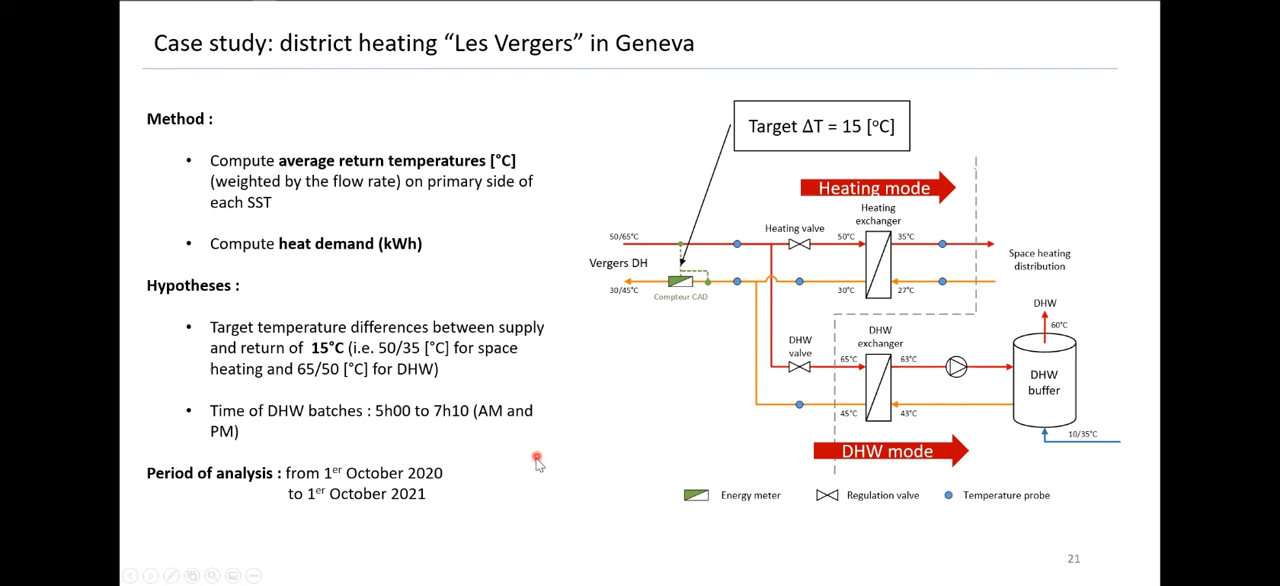 Case study: district heating “Les Vergers” in Geneva
Method :
• Compute average return temperatures [°C]
(weighted by the flow rate) on primary side of
each SST
• Compute heat demand (kWh)
Hypotheses :
• Target temperature differences between supply
and return of 15°C (i.e. 50/35 [°C] for space
heating and 65/50 [°C] for DHW)
• Time of DHW batches : 5h00 to 7h10 (AM and
PM)
Period of analysis : from 1er October 2020
to 1er October 2021
Target ΔT = 15 [°C]
Heating mode
Heating
exchanger
Heating valve
50/65°C
50°C
35°C
Vergers DH
Space heating
distribution
30/45°C
Compteur CAD
30°C
27°C
DHW
60°C
DHW
exchanger
DHW
valve
65°C
63°C
DHW
buffer
45°C
43°C
10/35°C
DHW mode
Energy meter
Regulation valve
Temperature probe
21